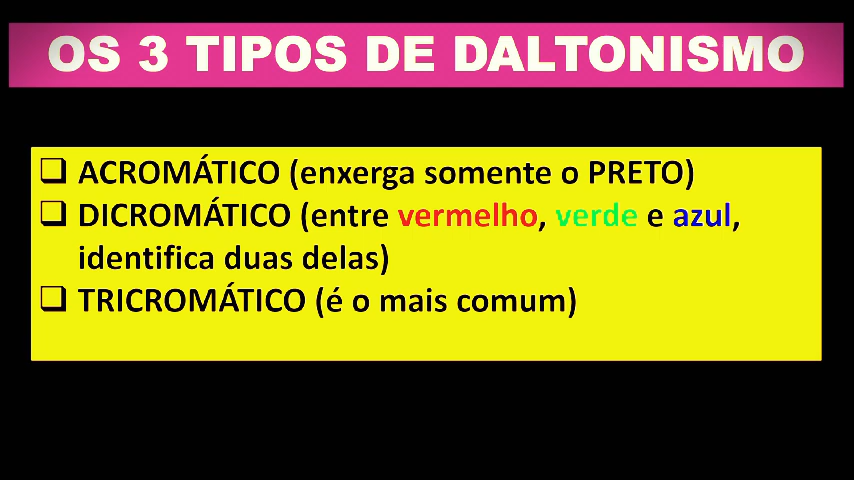 OS 3 TIPOS DE DALTONISMO
ACROMÁTICO (enxerga somente o PRETO)
DICROMÁTICO (entre vermelho, verde e azul,
identifica duas delas)
TRICROMÁTICO (é o mais comum)